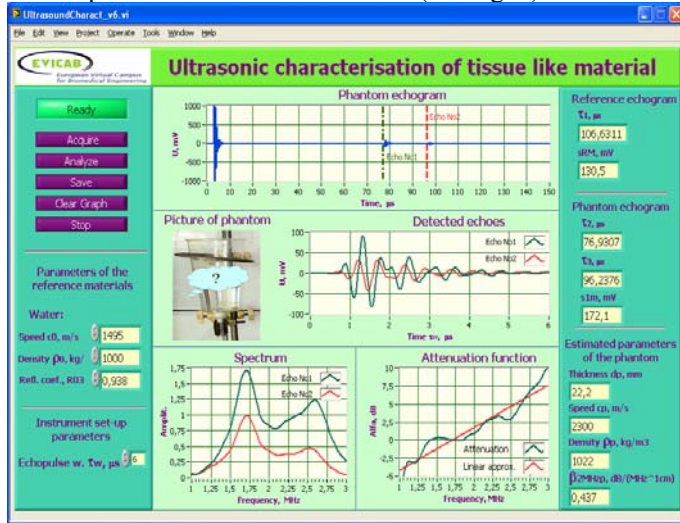 UltrasoundCharact_v6.vi
File Edit View Project Operate Tools Window Help
EVICAB
European Virtual Campus
for Biomedical Engineering
Ultrasonic characterisation of tissue like material
Ready
Acquire
Analyze
Save
Clear Graph
Stop
Parameters of the
reference materials
Water:
Speed c0, m/s 1495
Density ρ0, kg/ 1000
Refl. coef., R03 0,938
Instrument set-up
parameters
Echopulse w. τw, μs 6
Phantom echogram
U, mV
1000
500
0
-500
-1000
Echo No2
Echo No1
0 10 20 30 40 50 60 70 80 90 100 110 120 130 140 150
Time, μs
Picture of phantom
?
Detected echoes
U, mV
100
50
0
-50
-100
Echo No1
Echo No2
0 1 2 3 4 5 6
Time τw, μs
Spectrum
Amplit.
1,75
1,5
1,25
1
0,75
0,5
0,25
0
Echo No1
Echo No2
1 1,25 1,5 1,75 2 2,25 2,5 2,75 3
Frequency, MHz
Attenuation function
Alfa, dB
10
7,5
5
2,5
0
-2,5
-5
Attenuation
Linear approx.
1 1,25 1,5 1,75 2 2,25 2,5 2,75 3
Frequency, MHz
Reference echogram
τ1, μs
106,6311
sRM, mV
130,5
Phantom echogram
τ2, μs
76,9307
τ3, μs
96,2376
s1m, mV
172,1
Estimated parameters
of the phantom
Thickness dp, mm
22,2
Speed cp, m/s
2300
Density ρp, kg/m3
1022
β2MHzp, dB/(MHz^1cm)
0,437